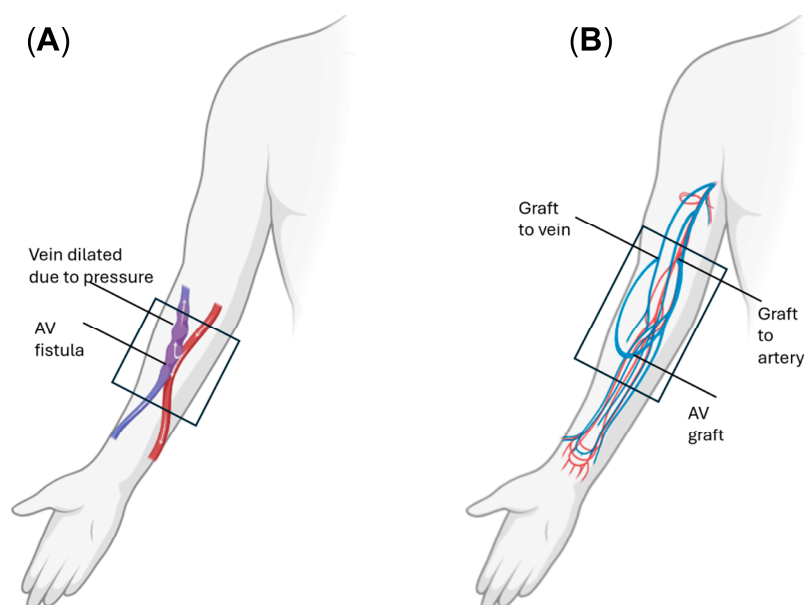 (A)
Vein dilated
due to pressure
AV
fistula
(B)
Graft
to vein
Graft
to
artery
AV
graft